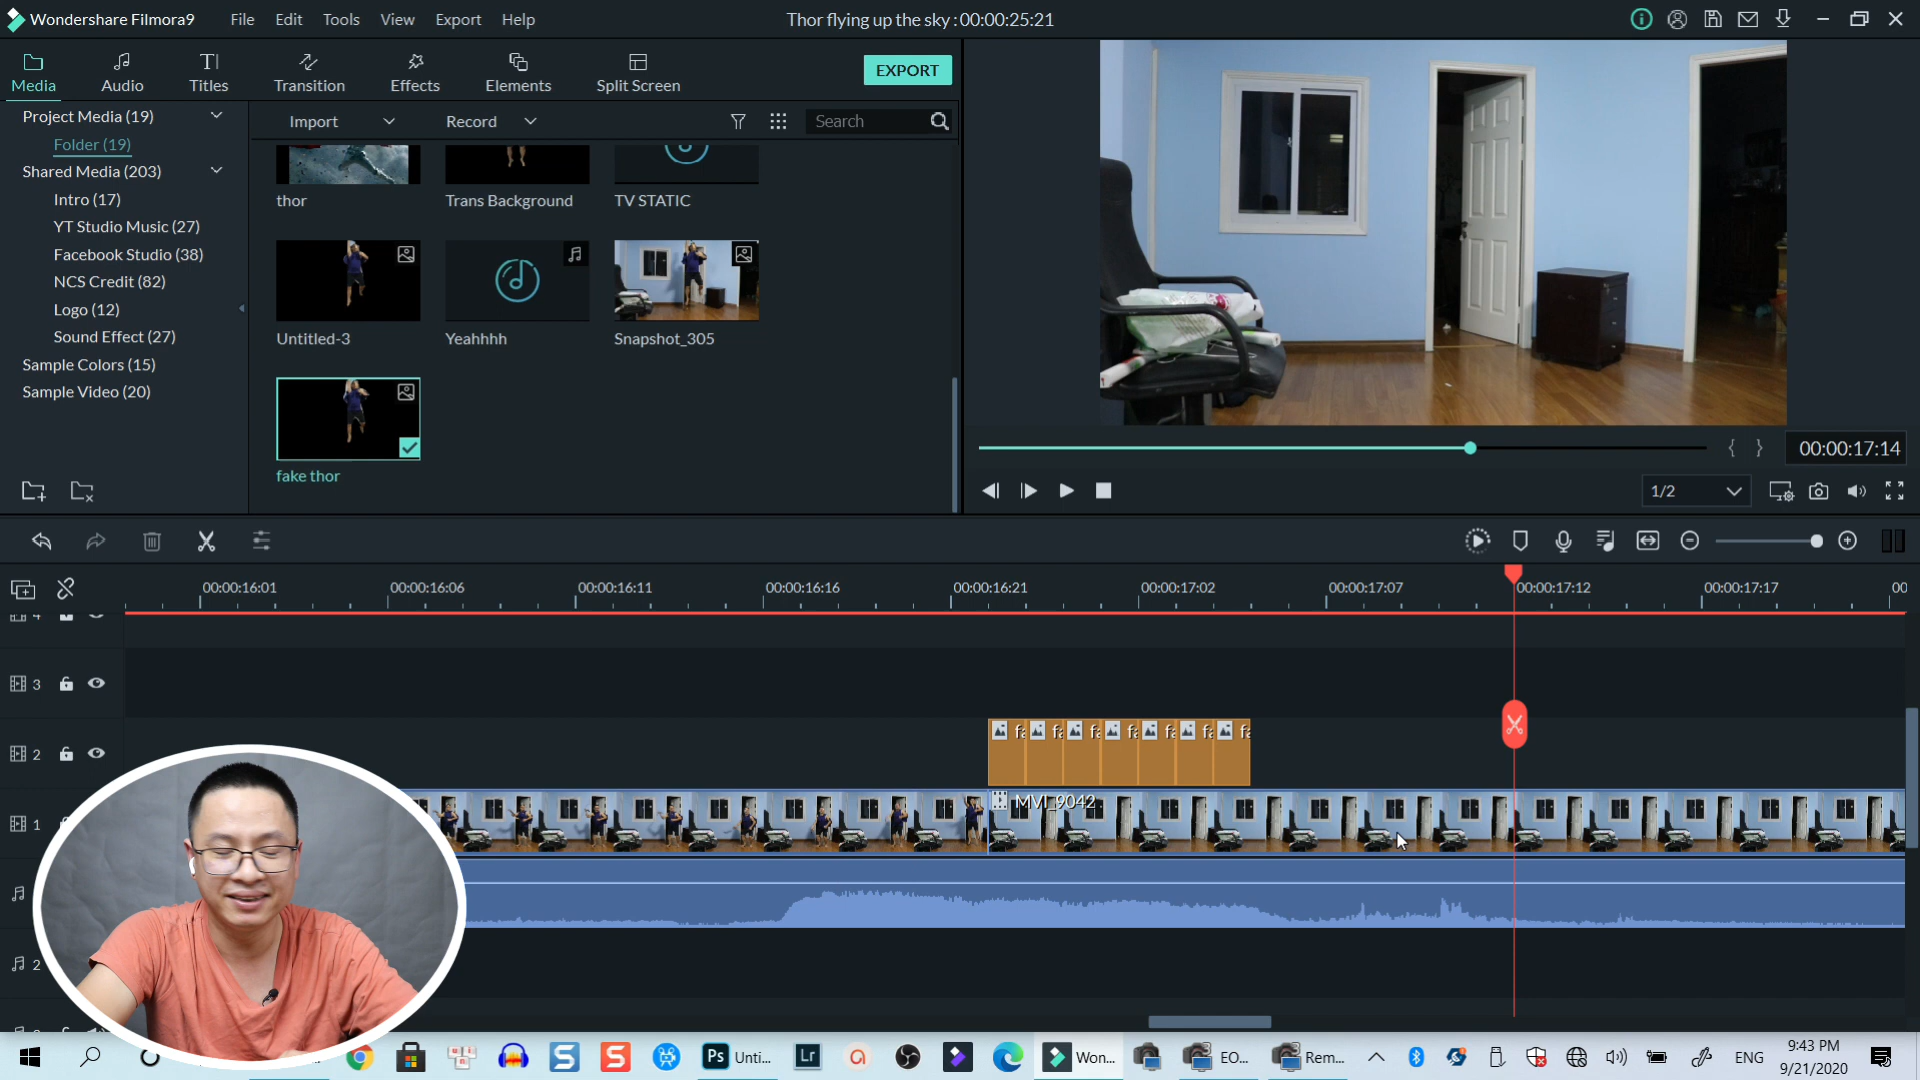 Wondershare Filmora9
File Edit Tools View Export Help
Thor flying up the sky : 00:00:25:21
Media Audio Titles Transition Effects Elements Split Screen
EXPORT
Project Media (19)
Folder (19)
Shared Media (203)
Intro (17)
YT Studio Music (27)
Facebook Studio (38)
NCS Credit (82)
Logo (12)
Sound Effect (27)
Sample Colors (15)
Sample Video (20)
Import Record Search
thor Trans Background TV STATIC
Untitled-3 Yeahhhh Snapshot_305
fake thor
{ } 00:00:17:14
1/2
00:00:16:01 00:00:16:06 00:00:16:11 00:00:16:16 00:00:16:21 00:00:17:02 00:00:17:07 00:00:17:12 00:00:17:17 00
4
3
2
1
MVI_9042
2
Ps Unti... Lr Won... EO... Rem... ENG
9:43 PM
9/21/2020